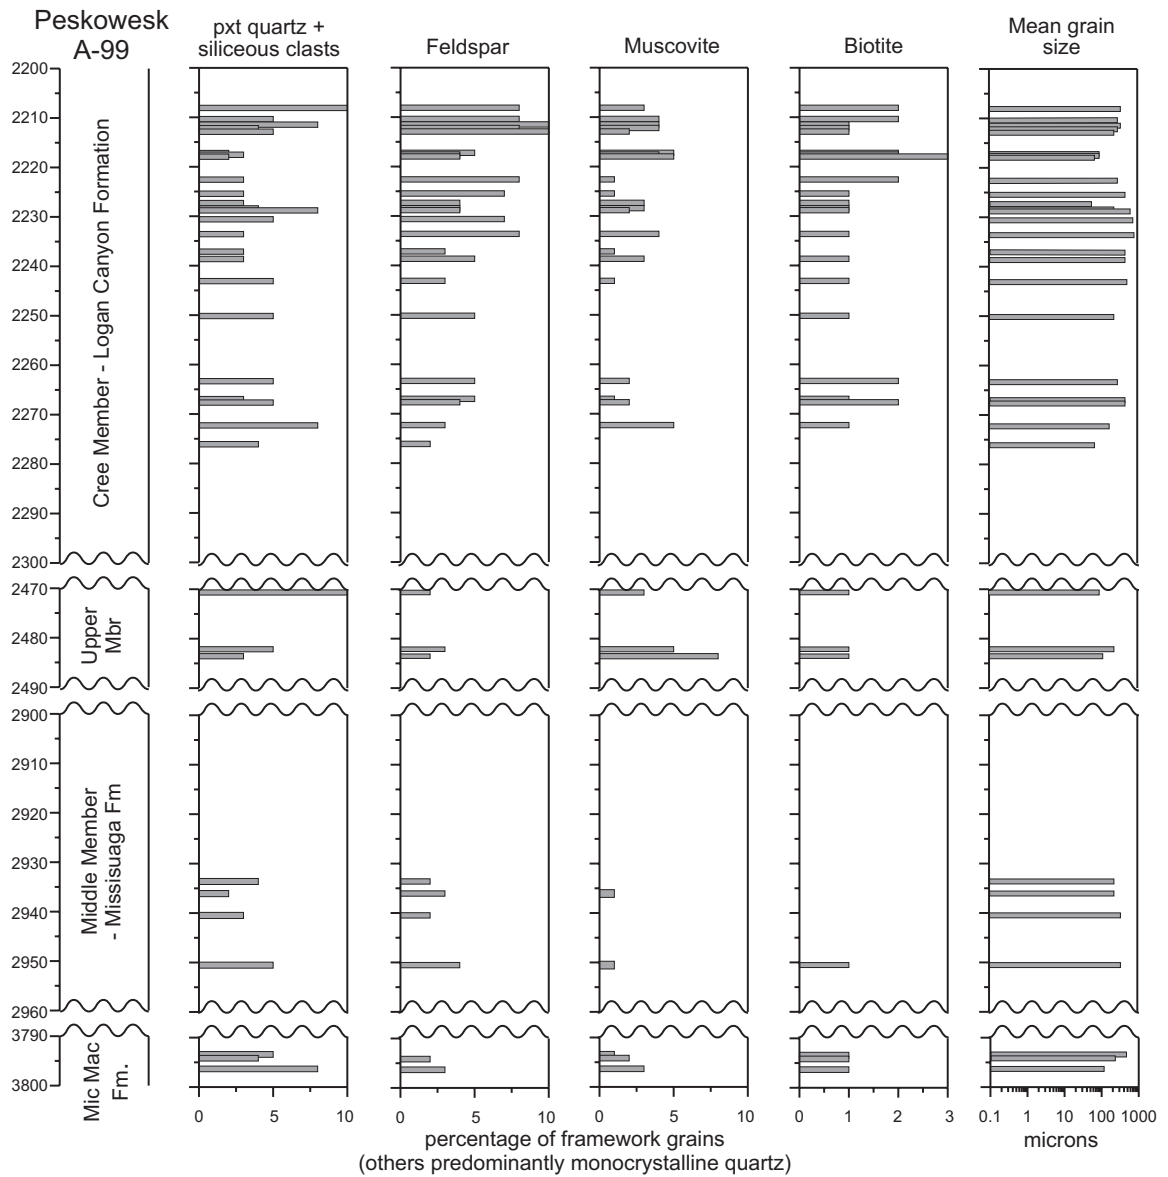 Peskowesk
A-99
pxt quartz +
siliceous clasts
Feldspar
Muscovite
Biotite
Mean grain
size
2200
2210
2220
2230
2240
2250
2260
2270
2280
2290
2300
Cree Member - Logan Canyon Formation
2470
2480
2490
Upper
Mbr
2900
2910
2920
2930
2940
2950
2960
Middle Member
- Missisuaga Fm
3790
3800
Mic Mac
Fm.
0 5 10
0 5 10
0 5 10
0 1 2 3
0.1 1 10 100 1000
percentage of framework grains
(others predominantly monocrystalline quartz)
microns